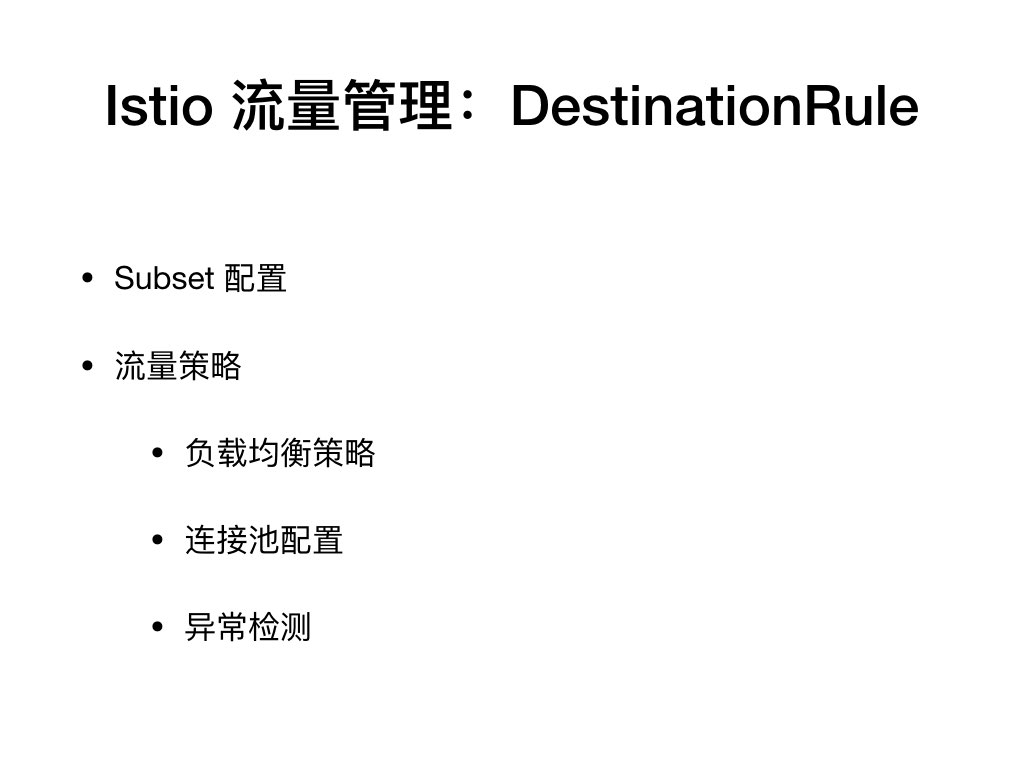 Istio 流量管理：DestinationRule
• Subset 配置
• 流量策略
• 负载均衡策略
• 连接池配置
• 异常检测